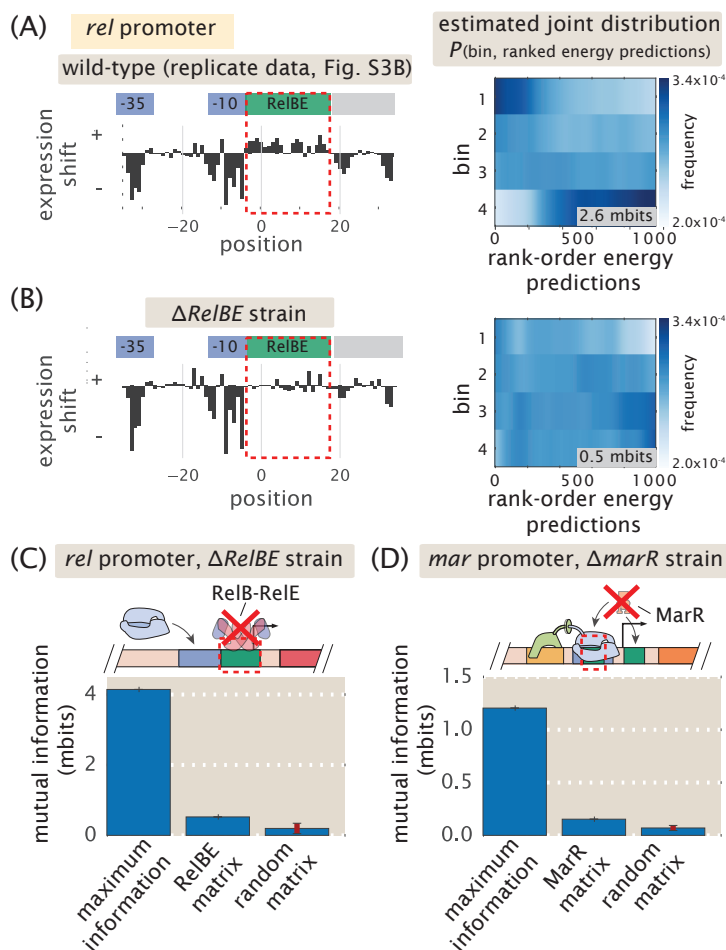 (A)
rel promoter
wild-type (replicate data, Fig. S3B)
-35
-10
RelBE
+
-
expression
shift
−20
0
20
position
estimated joint distribution
P(bin, ranked energy predictions)
1
2
3
4
bin
2.6 mbits
0
500
1000
rank-order energy
predictions
3.4x10⁻⁴
frequency
2.0x10⁻⁴
(B)
ΔRelBE strain
-35
-10
RelBE
+
-
expression
shift
−20
0
20
position
1
2
3
4
bin
0.5 mbits
0
500
1000
rank-order energy
predictions
3.4x10⁻⁴
frequency
2.0x10⁻⁴
(C)
rel promoter, ΔRelBE strain
RelB-RelE
mutual information
(mbits)
4
2
0
maximum
information
RelBE
matrix
random
matrix
(D)
mar promoter, ΔmarR strain
MarR
mutual information
(mbits)
1.5
1.0
0.5
0.0
maximum
information
MarR
matrix
random
matrix